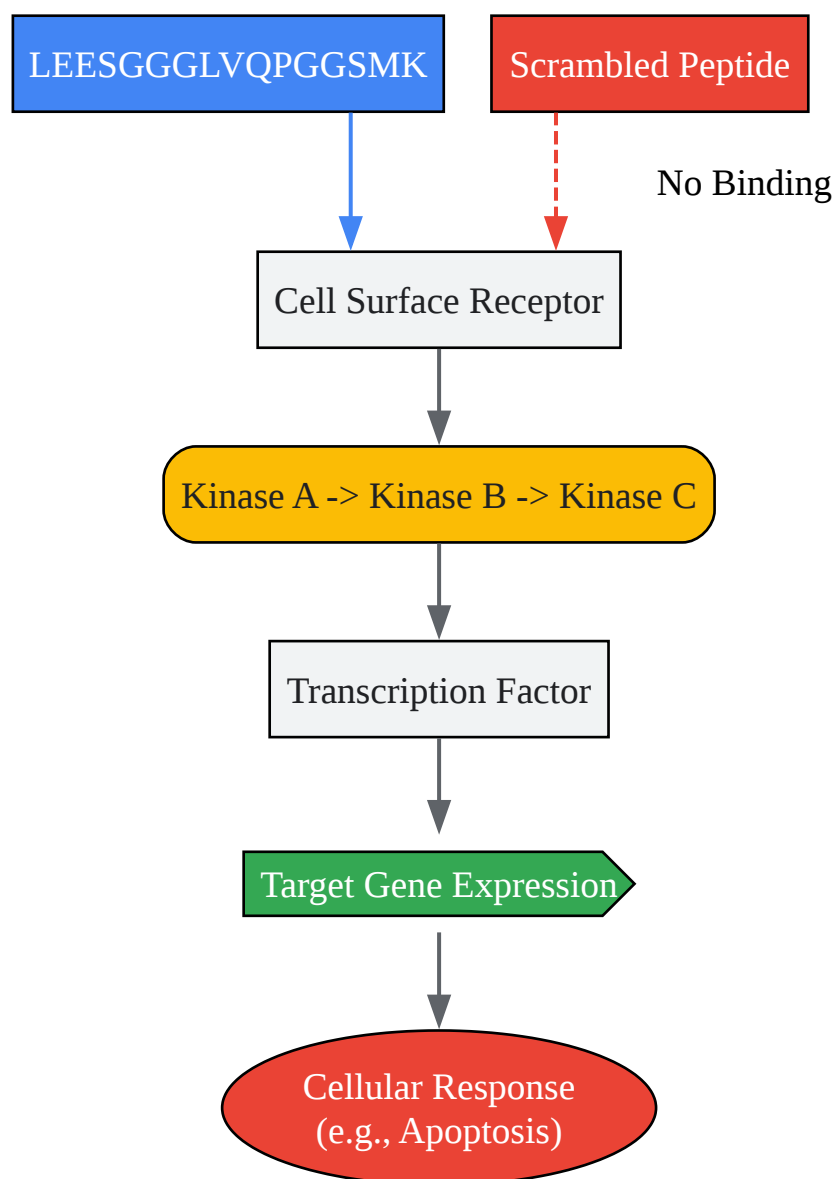 LEESGGGLVQPGGSMK
Scrambled Peptide
No Binding
Cell Surface Receptor
Kinase A -> Kinase B -> Kinase C
Transcription Factor
Target Gene Expression
Cellular Response
(e.g., Apoptosis)